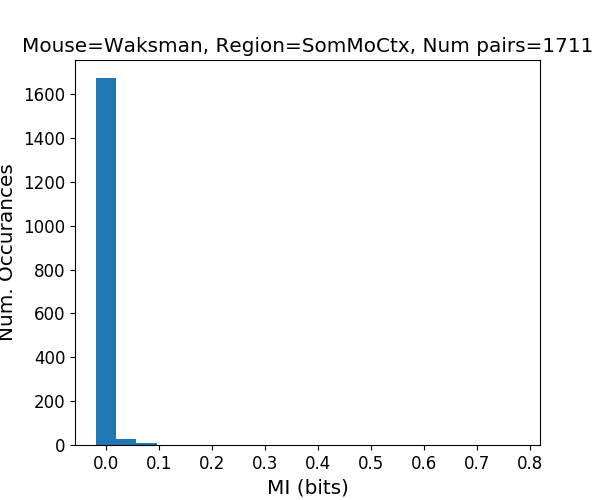 Mouse=Waksman, Region=SomMoCtx, Num pairs=1711
Num. Occurances
1600
1400
1200
1000
800
600
400
200
0
0.0 0.1 0.2 0.3 0.4 0.5 0.6 0.7 0.8
MI (bits)